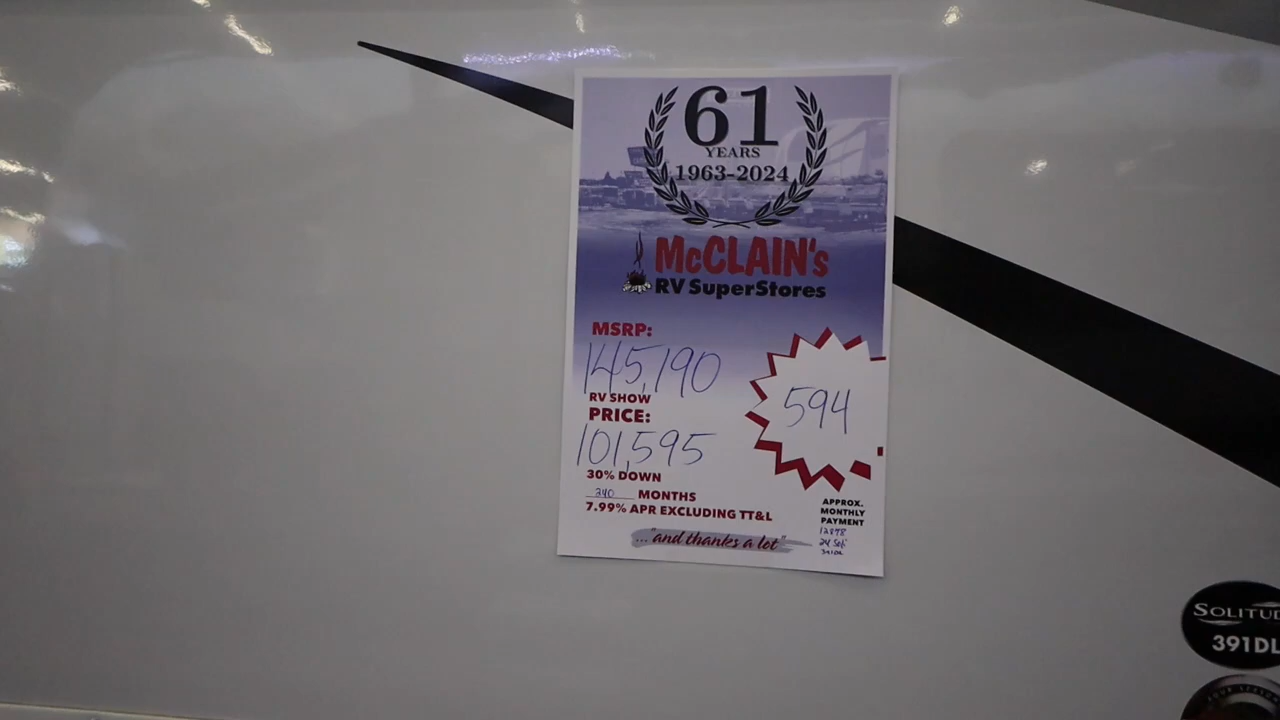 61
YEARS
1963-2024
McCLAIN's
RV SuperStores
MSRP:
145,190
RV SHOW
PRICE:
101,595
594
30% DOWN
240 MONTHS
7.99% APR EXCLUDING TT&L
APPROX.
MONTHLY
PAYMENT
..."and thanks a lot"
SOLITUD
391DL